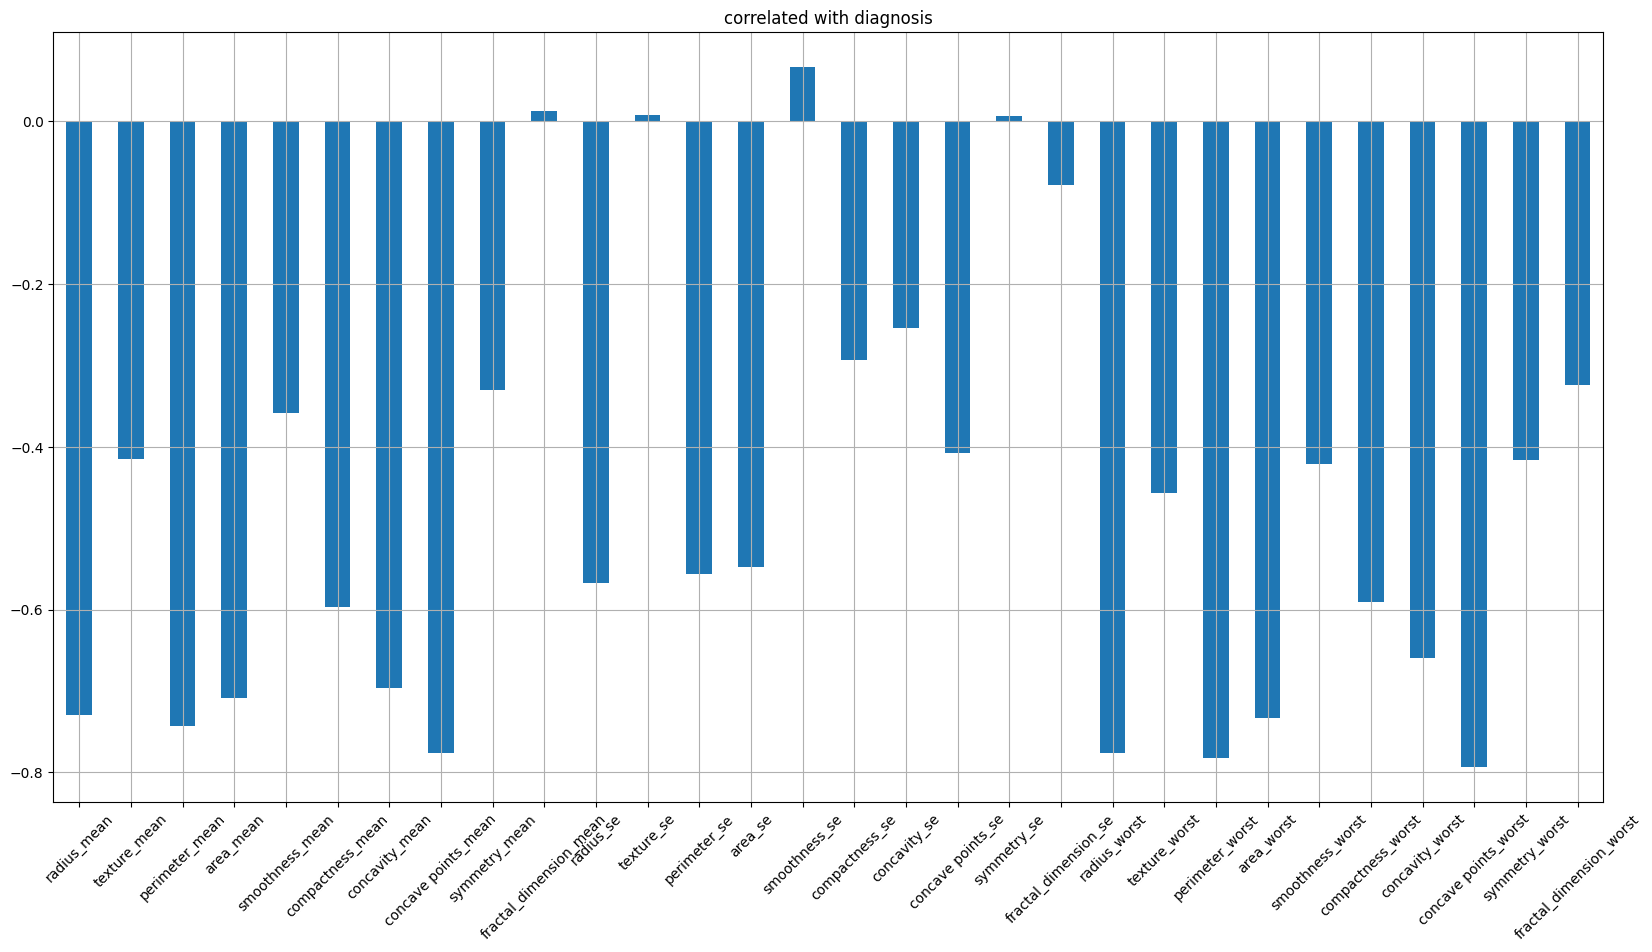 correlated with diagnosis
0.0
−0.2
−0.4
−0.6
−0.8
radius_mean
texture_mean
perimeter_mean
area_mean
smoothness_mean
compactness_mean
concavity_mean
concave points_mean
symmetry_mean
fractal_dimension_mean
radius_se
texture_se
perimeter_se
area_se
smoothness_se
compactness_se
concavity_se
concave points_se
symmetry_se
fractal_dimension_se
radius_worst
texture_worst
perimeter_worst
area_worst
smoothness_worst
compactness_worst
concavity_worst
concave points_worst
symmetry_worst
fractal_dimension_worst